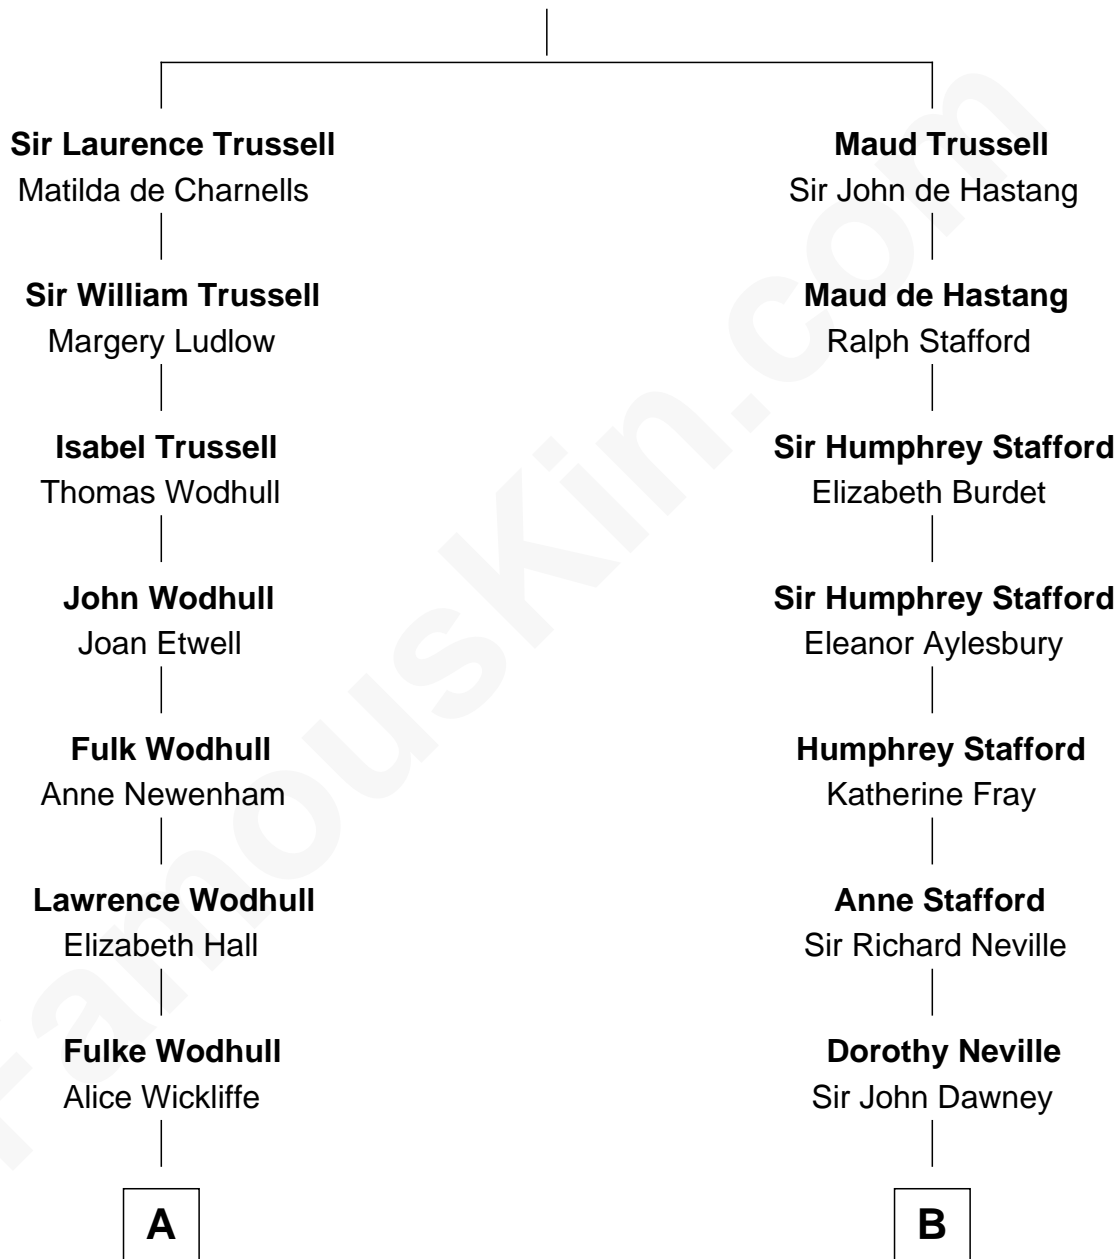 Sir Laurence Trussell
Matilda de Charnells
Sir William Trussell
Margery Ludlow
Isabel Trussell
Thomas Wodhull
John Wodhull
Joan Etwell
Fulk Wodhull
Anne Newenham
Lawrence Wodhull
Elizabeth Hall
Fulke Wodhull
Alice Wickliffe
A
Maud Trussell
Sir John de Hastang
Maud de Hastang
Ralph Stafford
Sir Humphrey Stafford
Elizabeth Burdet
Sir Humphrey Stafford
Eleanor Aylesbury
Humphrey Stafford
Katherine Fray
Anne Stafford
Sir Richard Neville
Dorothy Neville
Sir John Dawney
B
FamousKin.com